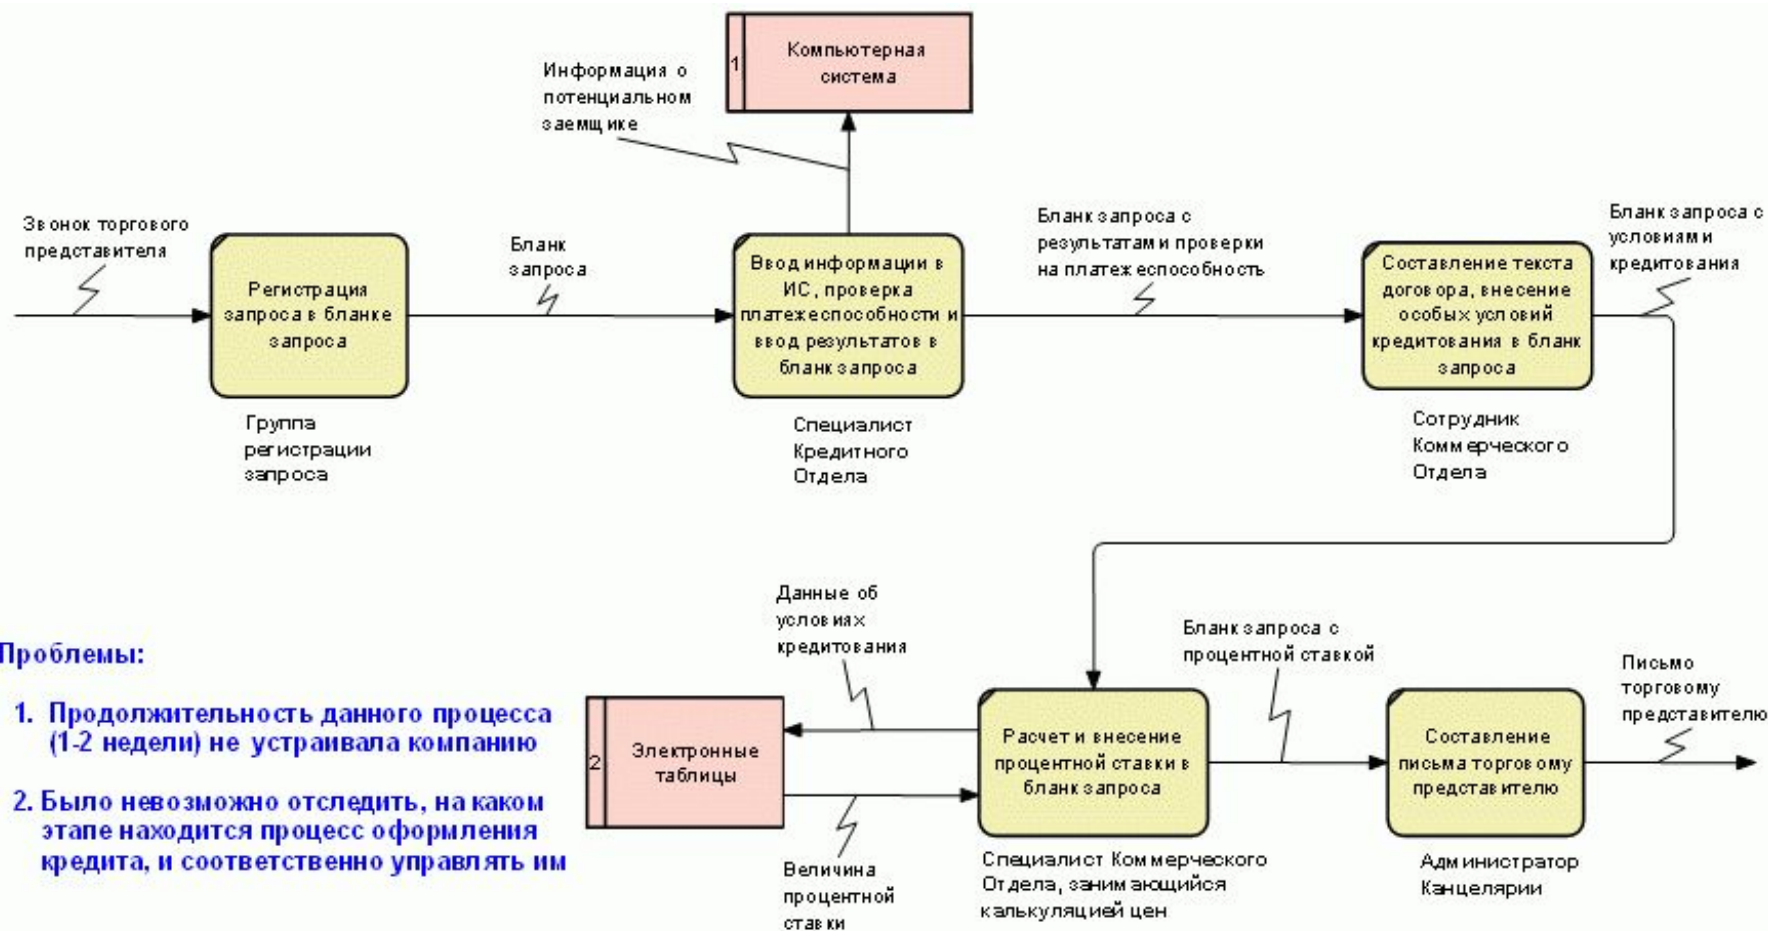 Компьютерная
система
1
Информация о
потенциальном
заемщике
Звонок торгового
представителя
Регистрация
запроса в бланке
запроса
Группа
регистрации
запроса
Бланк
запроса
Ввод информации в
ИС, проверка
платежеспособности и
ввод результатов в
бланк запроса
Специалист
Кредитного
Отдела
Бланк запроса с
результатами проверки
на платежеспособность
Составление текста
договора, внесение
особых условий
кредитования в бланк
запроса
Сотрудник
Коммерческого
Отдела
Бланк запроса с
условиями
кредитования
Проблемы:
1. Продолжительность данного процесса
(1-2 недели) не устраивала компанию
2. Было невозможно отследить, на каком
этапе находится процесс оформления
кредита, и соответственно управлять им
Данные об
условиях
кредитования
2
Электронные
таблицы
Величина
процентной
ставки
Расчет и внесение
процентной ставки в
бланк запроса
Специалист Коммерческого
Отдела, занимающийся
калькуляцией цен
Бланк запроса с
процентной ставкой
Составление
письма торговому
представителю
Администратор
Канцелярии
Письмо
торговому
представителю